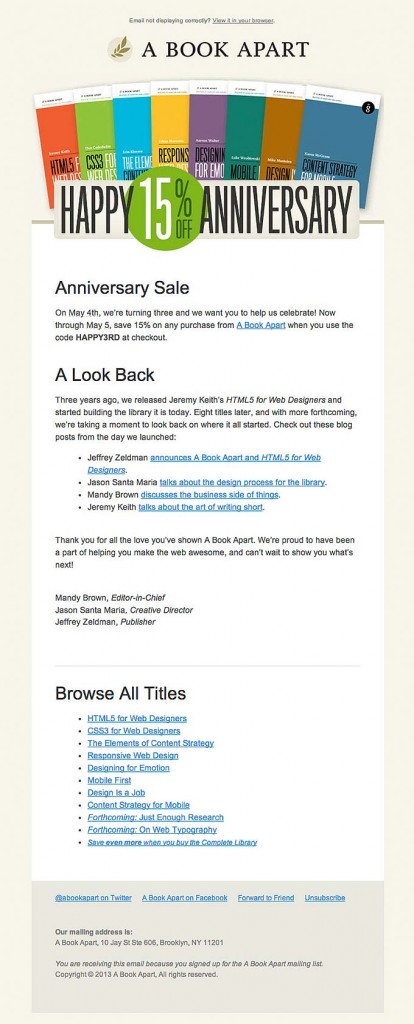 Email not displaying correctly? View it in your browser.
A BOOK APART
HAPPY 15% OFF ANNIVERSARY
Anniversary Sale
On May 4th, we're turning three and we want you to help us celebrate! Now
through May 5, save 15% on any purchase from A Book Apart when you use the
code HAPPY3RD at checkout.
A Look Back
Three years ago, we released Jeremy Keith's HTML5 for Web Designers and
started building the library it is today. Eight titles later, and with more forthcoming,
we're taking a moment to look back on where it all started. Check out these blog
posts from the day we launched:
• Jeffrey Zeldman announces A Book Apart and HTML5 for Web
Designers.
• Jason Santa Maria talks about the design process for the library.
• Mandy Brown discusses the business side of things.
• Jeremy Keith talks about the art of writing short.
Thank you for all the love you've shown A Book Apart. We're proud to have been
a part of helping you make the web awesome, and can't wait to show you what's
next!
Mandy Brown, Editor-in-Chief
Jason Santa Maria, Creative Director
Jeffrey Zeldman, Publisher
Browse All Titles
• HTML5 for Web Designers
• CSS3 for Web Designers
• The Elements of Content Strategy
• Responsive Web Design
• Designing for Emotion
• Mobile First
• Design Is a Job
• Content Strategy for Mobile
• Forthcoming: Just Enough Research
• Forthcoming: On Web Typography
• Save even more when you buy the Complete Library
@abookapart on Twitter A Book Apart on Facebook Forward to Friend Unsubscribe
Our mailing address is:
A Book Apart, 10 Jay St Ste 606, Brooklyn, NY 11201
You are receiving this email because you signed up for the A Book Apart mailing list.
Copyright © 2013 A Book Apart, All rights reserved.